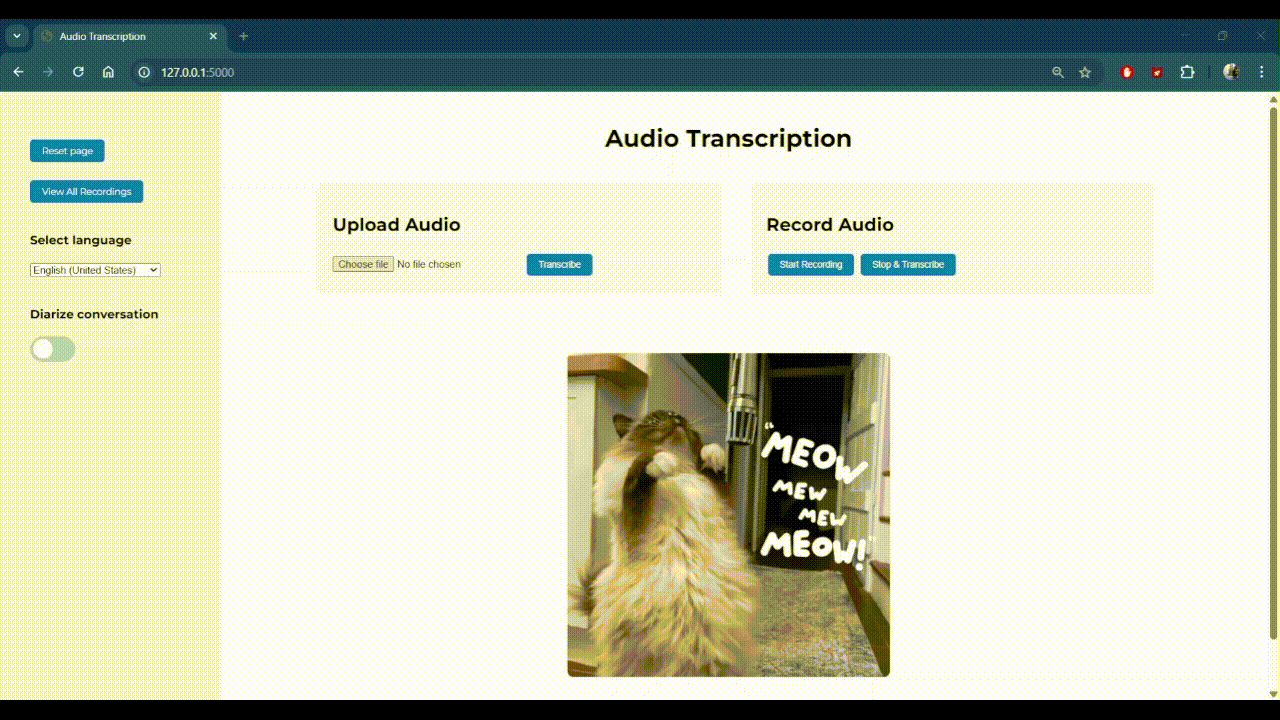 Audio Transcription
127.0.0.1:5000
Reset page
View All Recordings
Select language
English (United States)
Diarize conversation
Audio Transcription
Upload Audio
Choose file No file chosen
Transcribe
Record Audio
Start Recording
Stop & Transcribe
"MEOW
MEW
MEW
MEOW!"